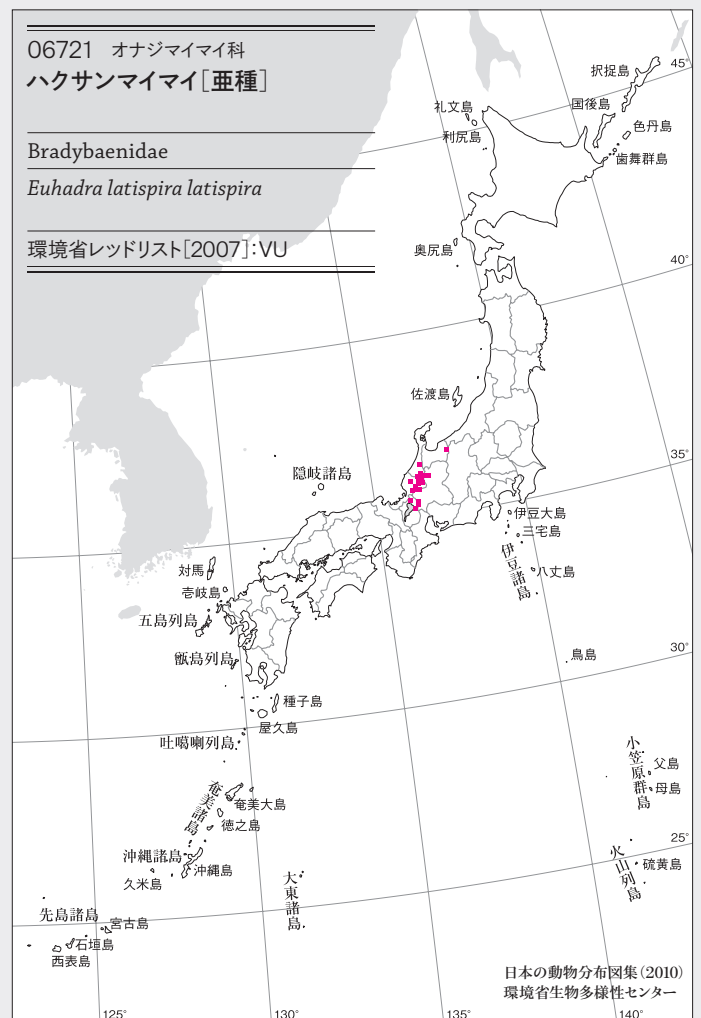 06721 オナジマイマイ科
ハクサンマイマイ［亜種］
Bradybaenidae
Euhadra latispira latispira
環境省レッドリスト［2007］：VU
45°
択捉島
礼文島
国後島
色丹島
利尻島
歯舞群島
奥尻島
40°
佐渡島
35°
隠岐諸島
伊豆大島
三宅島
伊豆諸島
八丈島
対馬
壱岐島
五島列島
甑島列島
鳥島
30°
種子島
屋久島
吐噶喇列島
小笠原群島
父島
母島
奄美諸島
奄美大島
徳之島
25°
沖縄諸島
沖縄島
久米島
火山列島
硫黄島
大東諸島
先島諸島
宮古島
石垣島
西表島
日本の動物分布図集（2010）
環境省生物多様性センター
125°
130°
135°
140°